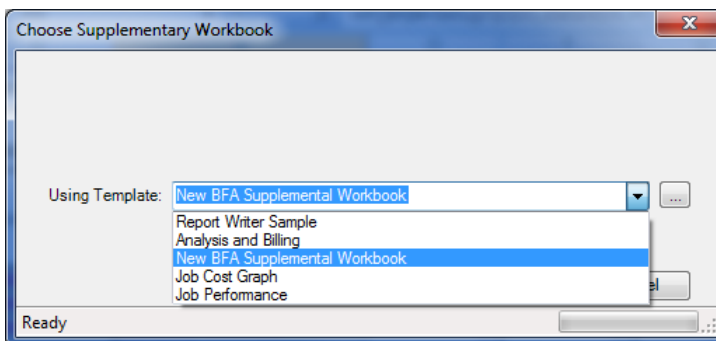 Choose Supplementary Workbook
Using Template: New BFA Supplemental Workbook ...
Report Writer Sample
Analysis and Billing
New BFA Supplemental Workbook
Job Cost Graph
Job Performance
Ready